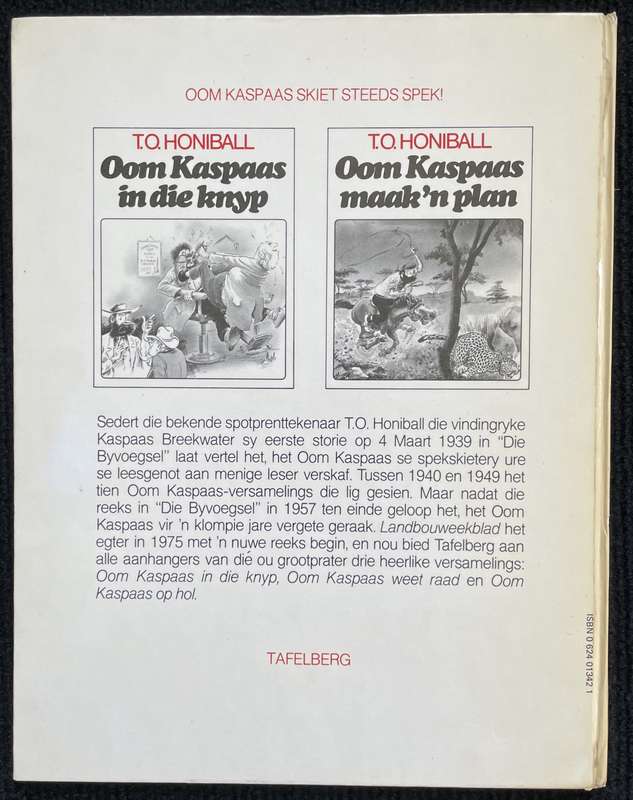 OOM KASPAAS SKIET STEEDS SPEK!
T.O. HONIBALL
Oom Kaspaas
in die knyp
T.O. HONIBALL
Oom Kaspaas
maak 'n plan
Sedert die bekende spotprenttekenaar T.O. Honiball die vindingryke
Kaspaas Breekwater sy eerste storie op 4 Maart 1939 in “Die
Byvoegsel” laat vertel het, het Oom Kaspaas se spekskietery ure
se leesgenot aan menige leser verskaf. Tussen 1940 en 1949 het
tien Oom Kaspaas-versamelings die lig gesien. Maar nadat die
reeks in “Die Byvoegsel” in 1957 ten einde geloop het, het Oom
Kaspaas vir 'n klompie jare vergete geraak. Landbouweekblad het
egter in 1975 met 'n nuwe reeks begin, en nou bied Tafelberg aan
alle aanhangers van dié ou grootprater drie heerlike versamelings:
Oom Kaspaas in die knyp, Oom Kaspaas weet raad en Oom
Kaspaas op hol.
TAFELBERG
ISBN 0 624 01342 1